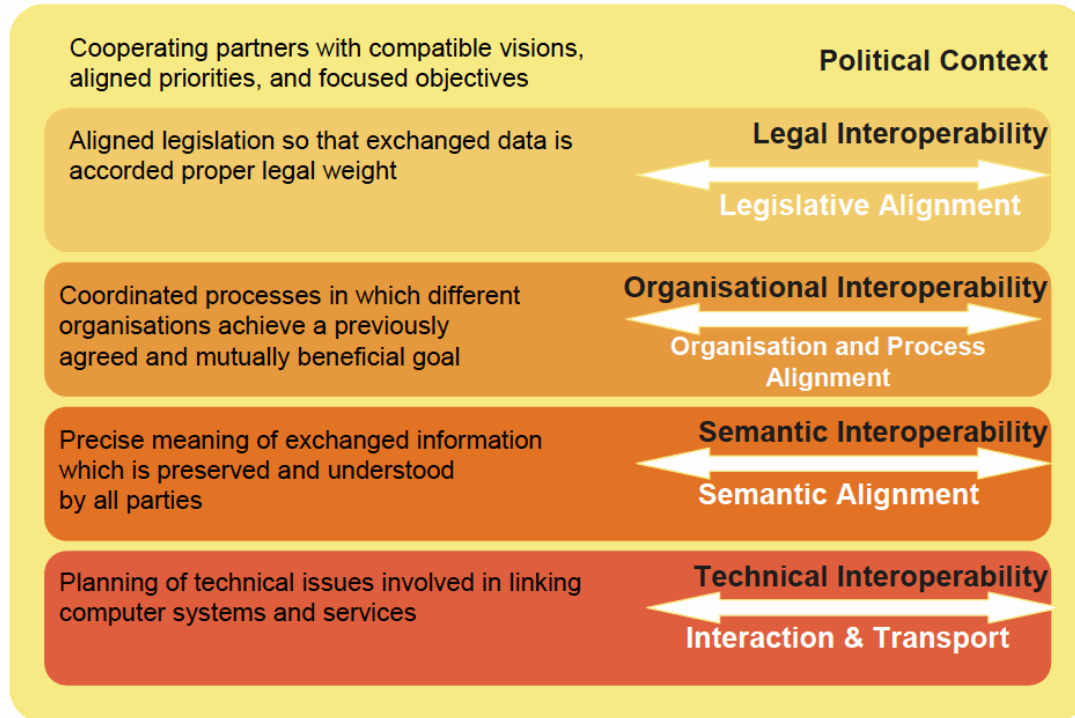 Cooperating partners with compatible visions,
aligned priorities, and focused objectives
Political Context
Aligned legislation so that exchanged data is
accorded proper legal weight
Legal Interoperability
Legislative Alignment
Coordinated processes in which different
organisations achieve a previously
agreed and mutually beneficial goal
Organisational Interoperability
Organisation and Process
Alignment
Precise meaning of exchanged information
which is preserved and understood
by all parties
Semantic Interoperability
Semantic Alignment
Planning of technical issues involved in linking
computer systems and services
Technical Interoperability
Interaction & Transport